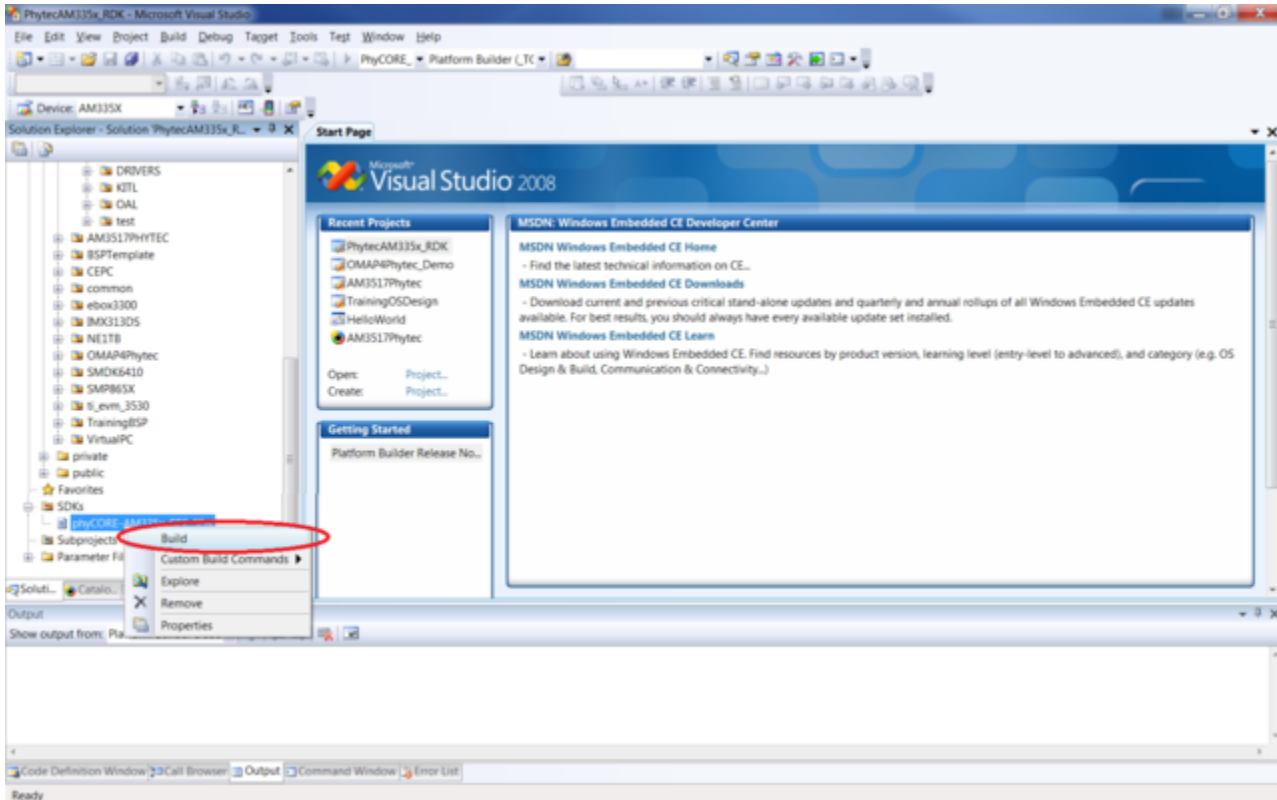 PhytecAM335x_RDK - Microsoft Visual Studio
File Edit View Project Build Debug Target Tools Test Window Help
PhyCORE_ Platform Builder (_TC
Device: AM335X
Solution Explorer - Solution 'PhytecAM335x_R...
Start Page
DRIVERS
KITL
OAL
test
AM3517PHYTEC
BSPTemplate
CEPC
common
ebox3300
IMX313DS
NE1TB
OMAP4Phytec
SMDK6410
SMP865X
ti_evm_3530
TrainingBSP
VirtualPC
private
public
Favorites
SDKs
phyCORE-AM335x
Subprojects
Parameter Fil
Build
Custom Build Commands
Explore
Remove
Properties
Soluti... Catalo...
Microsoft
Visual Studio 2008
Recent Projects
PhytecAM335x_RDK
OMAP4Phytec_Demo
AM3517Phytec
TrainingOSDesign
HelloWorld
AM3517Phytec
Open: Project...
Create: Project...
Getting Started
Platform Builder Release No...
MSDN: Windows Embedded CE Developer Center
MSDN Windows Embedded CE Home
- Find the latest technical information on CE...
MSDN Windows Embedded CE Downloads
- Download current and previous critical stand-alone updates and quarterly and annual rollups of all Windows Embedded CE updates
available. For best results, you should always have every available update set installed.
MSDN Windows Embedded CE Learn
- Learn about using Windows Embedded CE. Find resources by product version, learning level (entry-level to advanced), and category (e.g. OS
Design & Build, Communication & Connectivity...)
Output
Show output from:
Code Definition Window Call Browser Output Command Window Error List
Ready